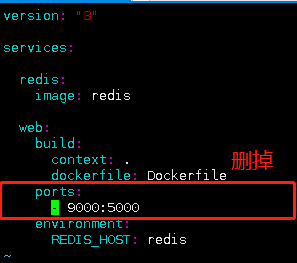 version: "3"
services:
  redis:
    image: redis
  web:
    build:
      context: .
      dockerfile: Dockerfile
删掉
    ports:
      - 9000:5000
    environment:
      REDIS_HOST: redis
~